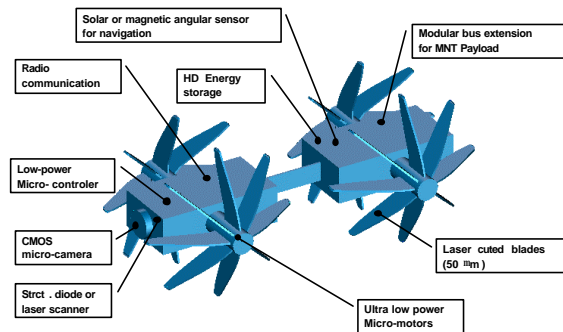 Solar or magnetic angular sensor
for navigation
Modular bus extension
for MNT Payload
Radio
communication
HD Energy
storage
Low-power
Micro- controler
CMOS
micro-camera
Laser cuted blades
(50 mm)
Strct . diode or
laser scanner
Ultra low power
Micro-motors